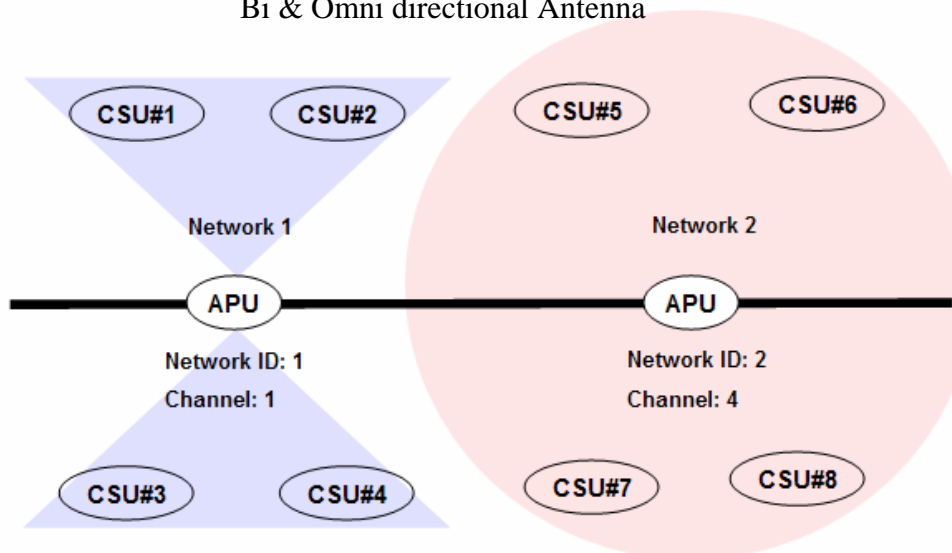 Bi & Omni directional Antenna
CSU#1 CSU#2 CSU#5 CSU#6
Network 1 Network 2
APU APU
Network ID: 1 Network ID: 2
Channel: 1 Channel: 4
CSU#3 CSU#4 CSU#7 CSU#8